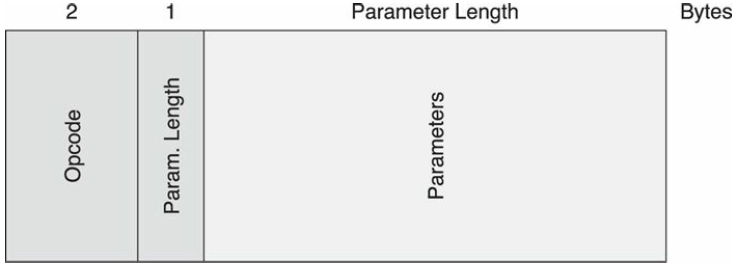 2 1 Parameter Length Bytes
Opcode
Param. Length
Parameters